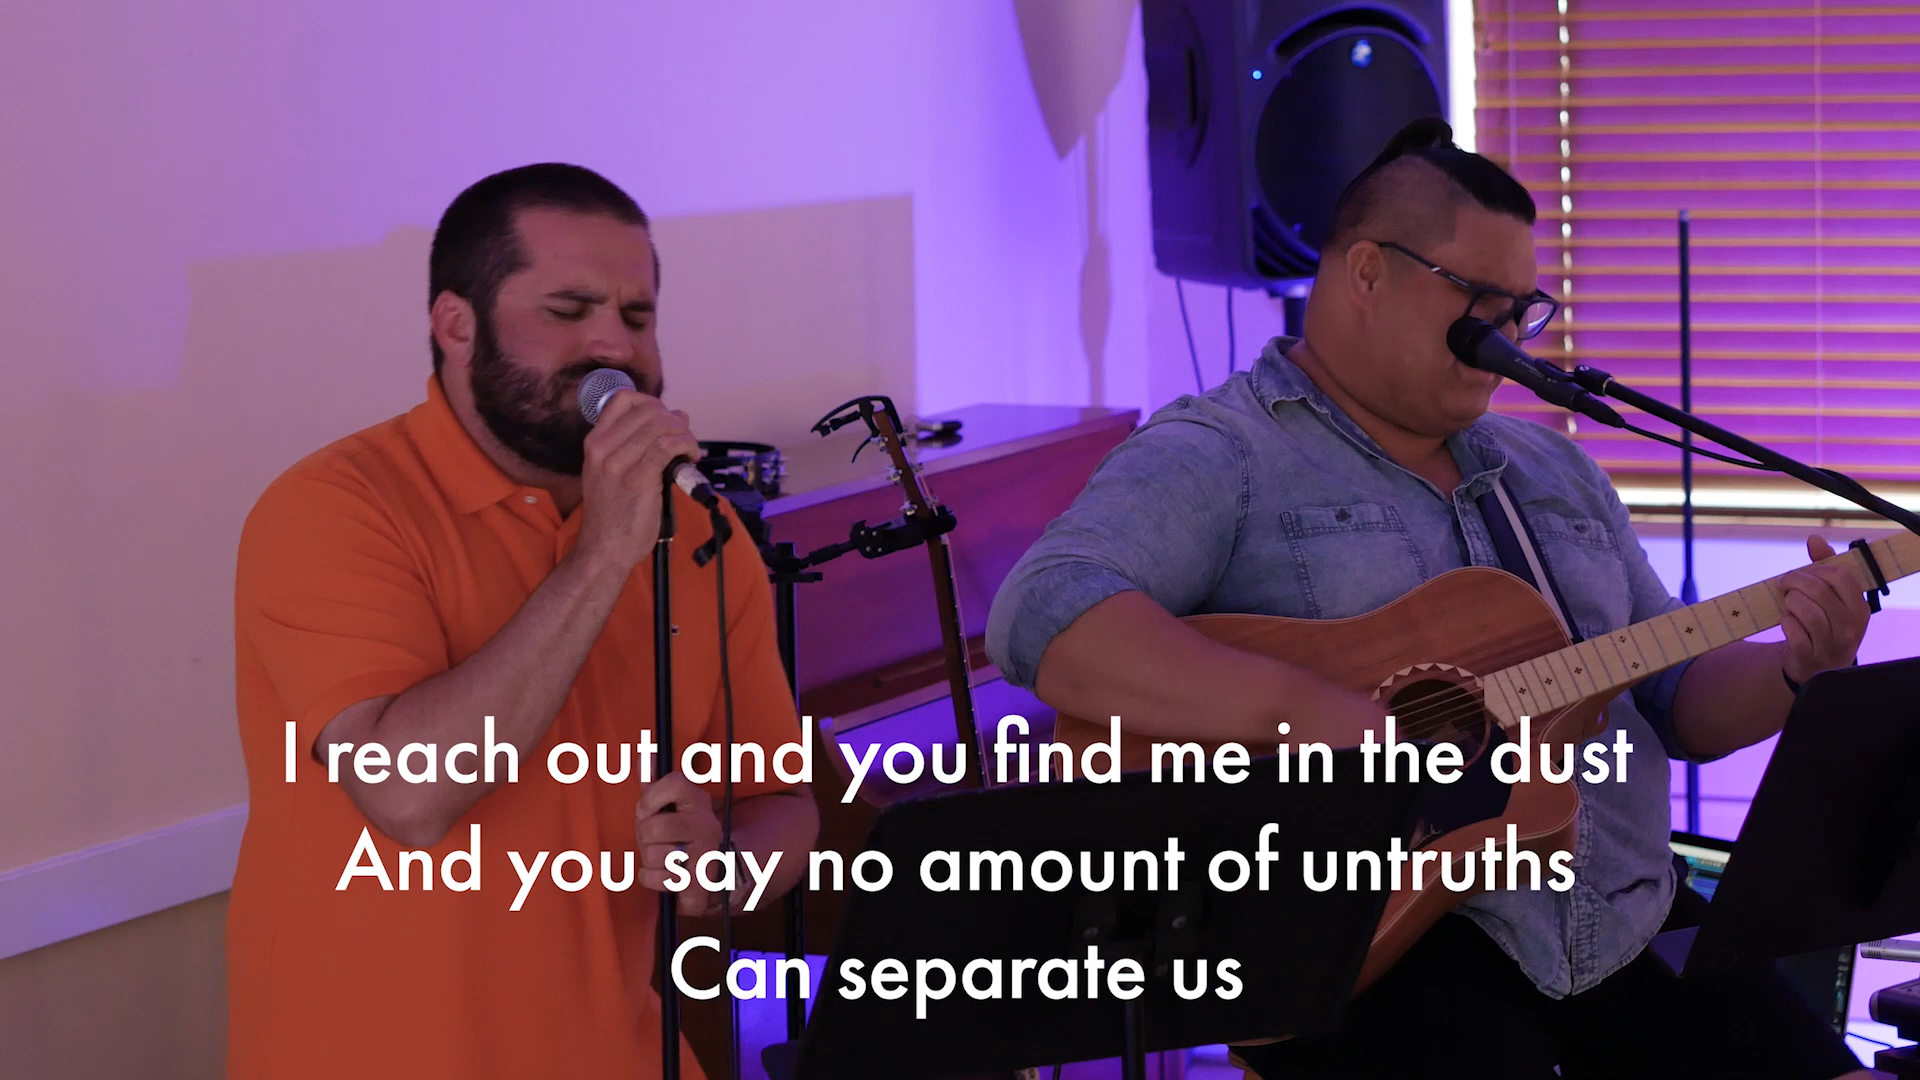 I reach out and you find me in the dust
And you say no amount of untruths
Can separate us